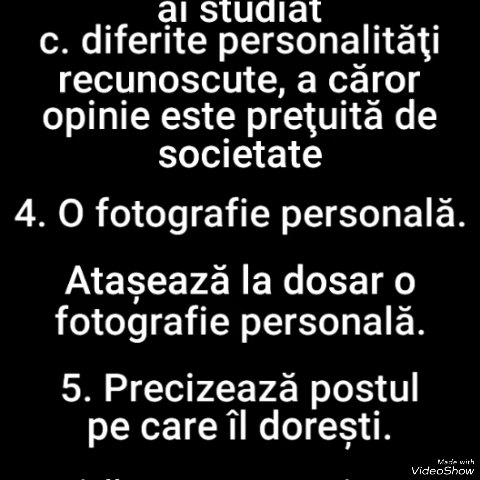 ai studiat
c. diferite personalităţi
recunoscute, a căror
opinie este preţuită de
societate
4. O fotografie personală.
Atașează la dosar o
fotografie personală.
5. Precizează postul
pe care îl dorești.
Made with
VideoShow